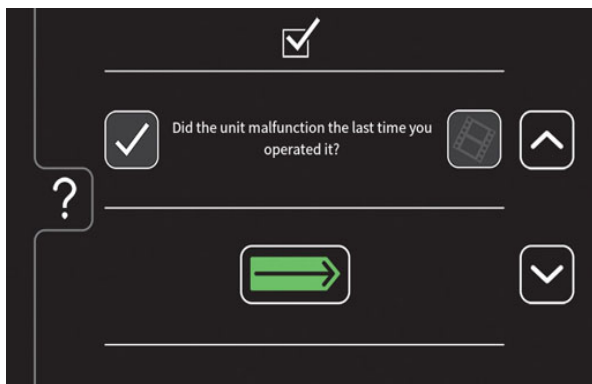 Did the unit malfunction the last time you
operated it?
?